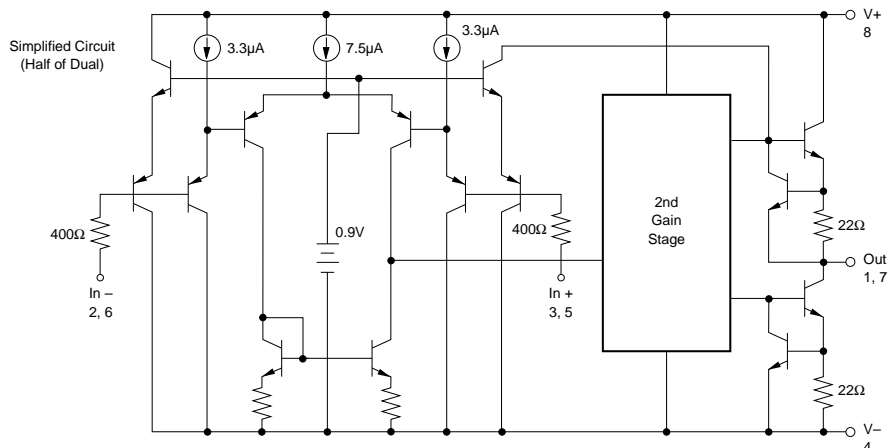 Simplified Circuit
(Half of Dual)
3.3µA
7.5µA
3.3µA
V+
8
400Ω
In –
2, 6
0.9V
400Ω
In +
3, 5
2nd
Gain
Stage
22Ω
Out
1, 7
22Ω
V–
4